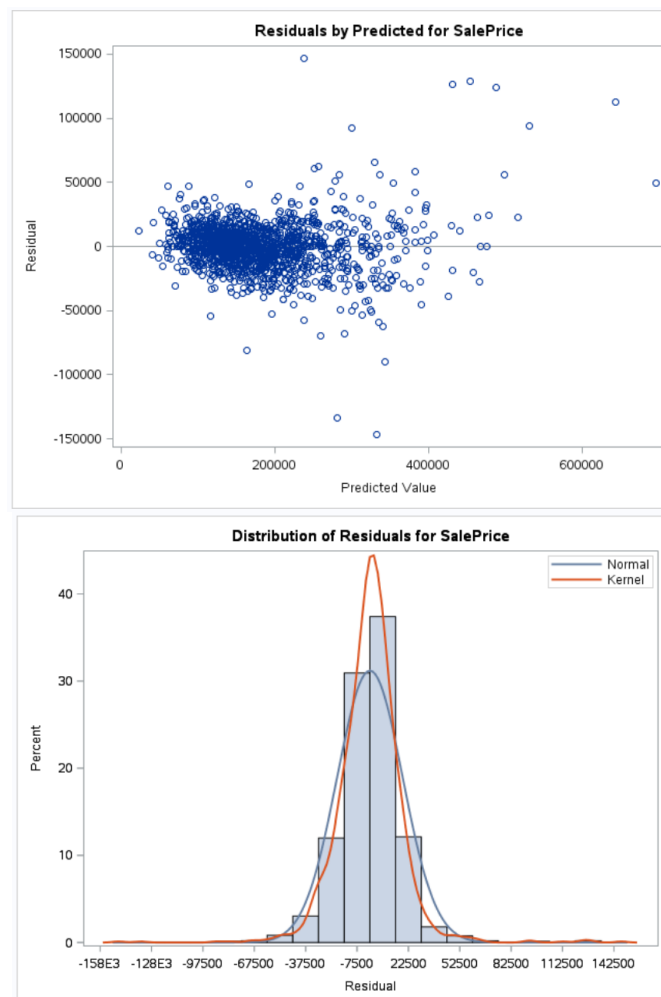 Residuals by Predicted for SalePrice
150000
100000
50000
0
-50000
-100000
-150000
Residual
0 200000 400000 600000
Predicted Value
Distribution of Residuals for SalePrice
Normal
Kernel
40
30
20
10
0
Percent
-158E3 -128E3 -97500 -67500 -37500 -7500 22500 52500 82500 112500 142500
Residual